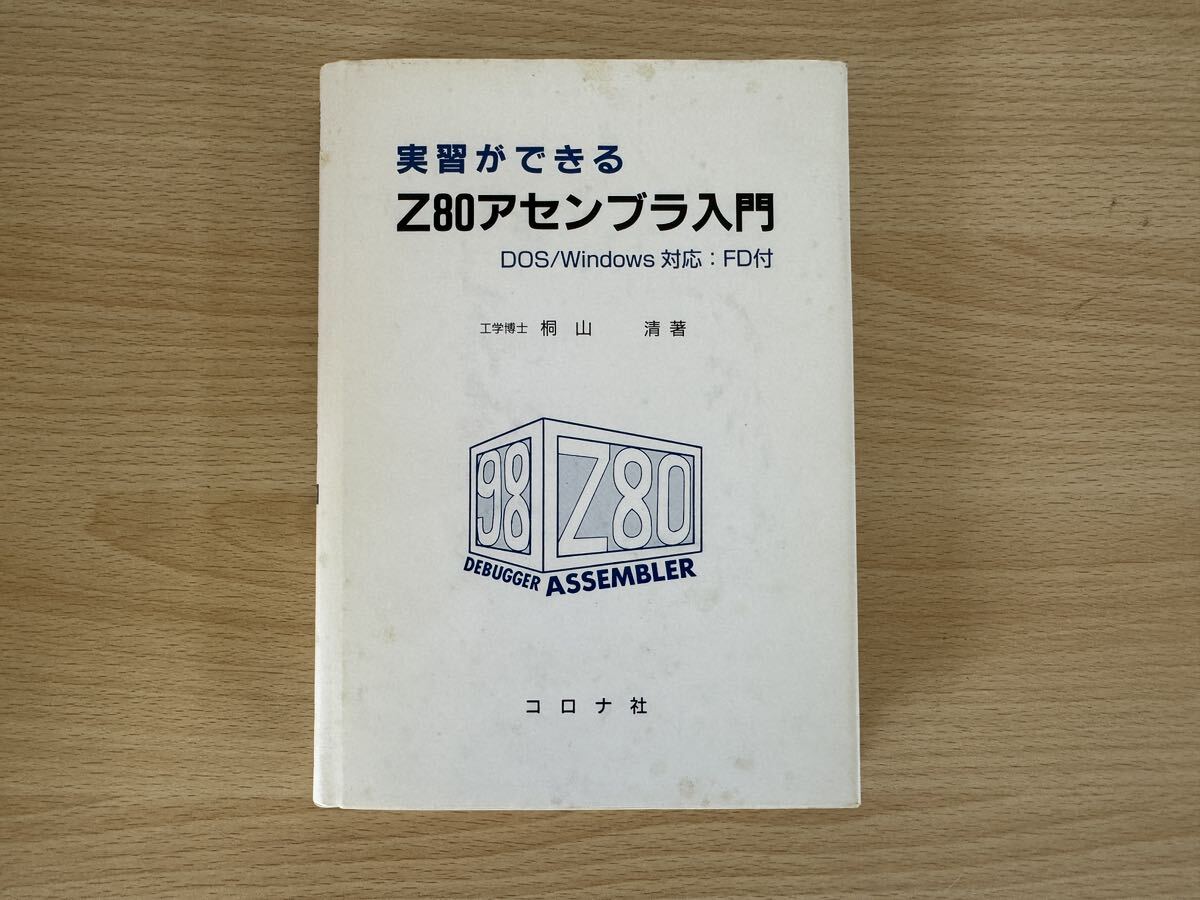 実習ができる
Z80アセンブラ入門
DOS/Windows 対応：FD付
工学博士 桐山 清 著
98 Z80
DEBUGGER ASSEMBLER
コロナ社